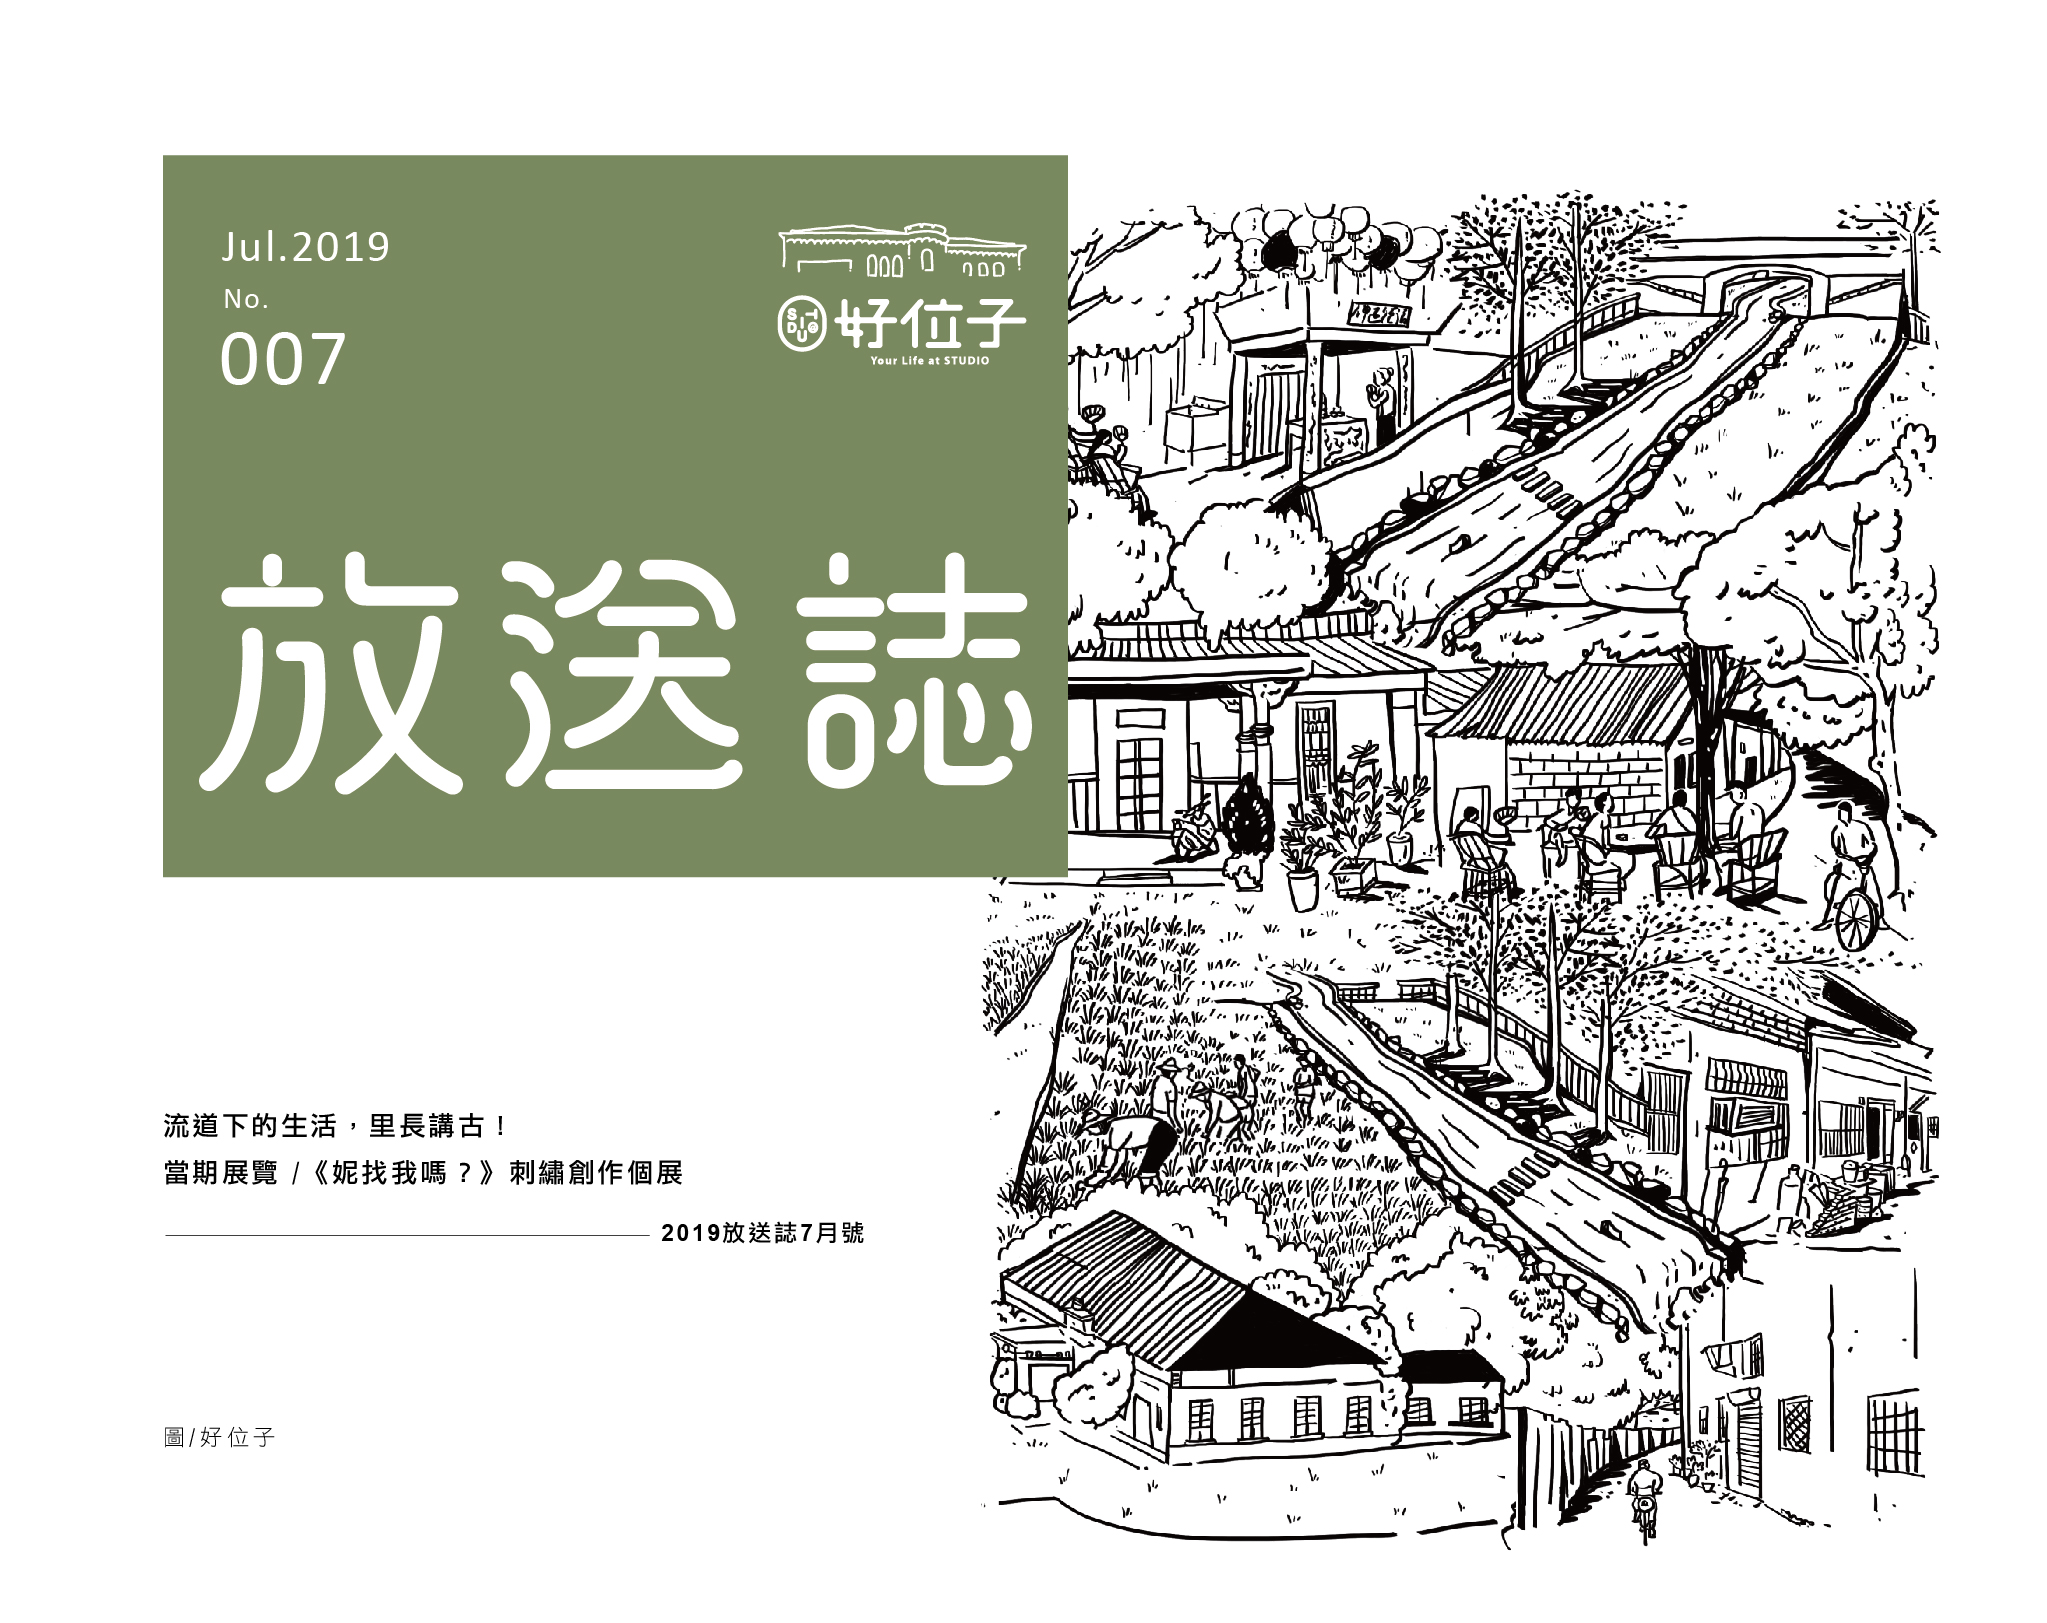 Jul.2019
No.
007
STUDIO
好位子
Your Life at STUDIO
放送誌
流道下的生活，里長講古！
當期展覽 /《妮找我嗎？》刺繡創作個展
2019放送誌7月號
圖/好位子